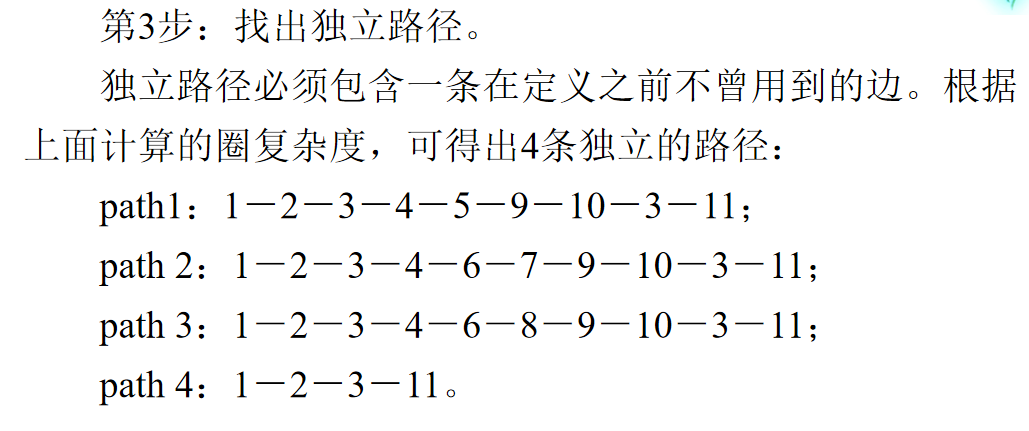 第3步：找出独立路径。
独立路径必须包含一条在定义之前不曾用到的边。根据
上面计算的圈复杂度，可得出4条独立的路径：
path1：1－2－3－4－5－9－10－3－11；
path 2：1－2－3－4－6－7－9－10－3－11；
path 3：1－2－3－4－6－8－9－10－3－11；
path 4：1－2－3－11。